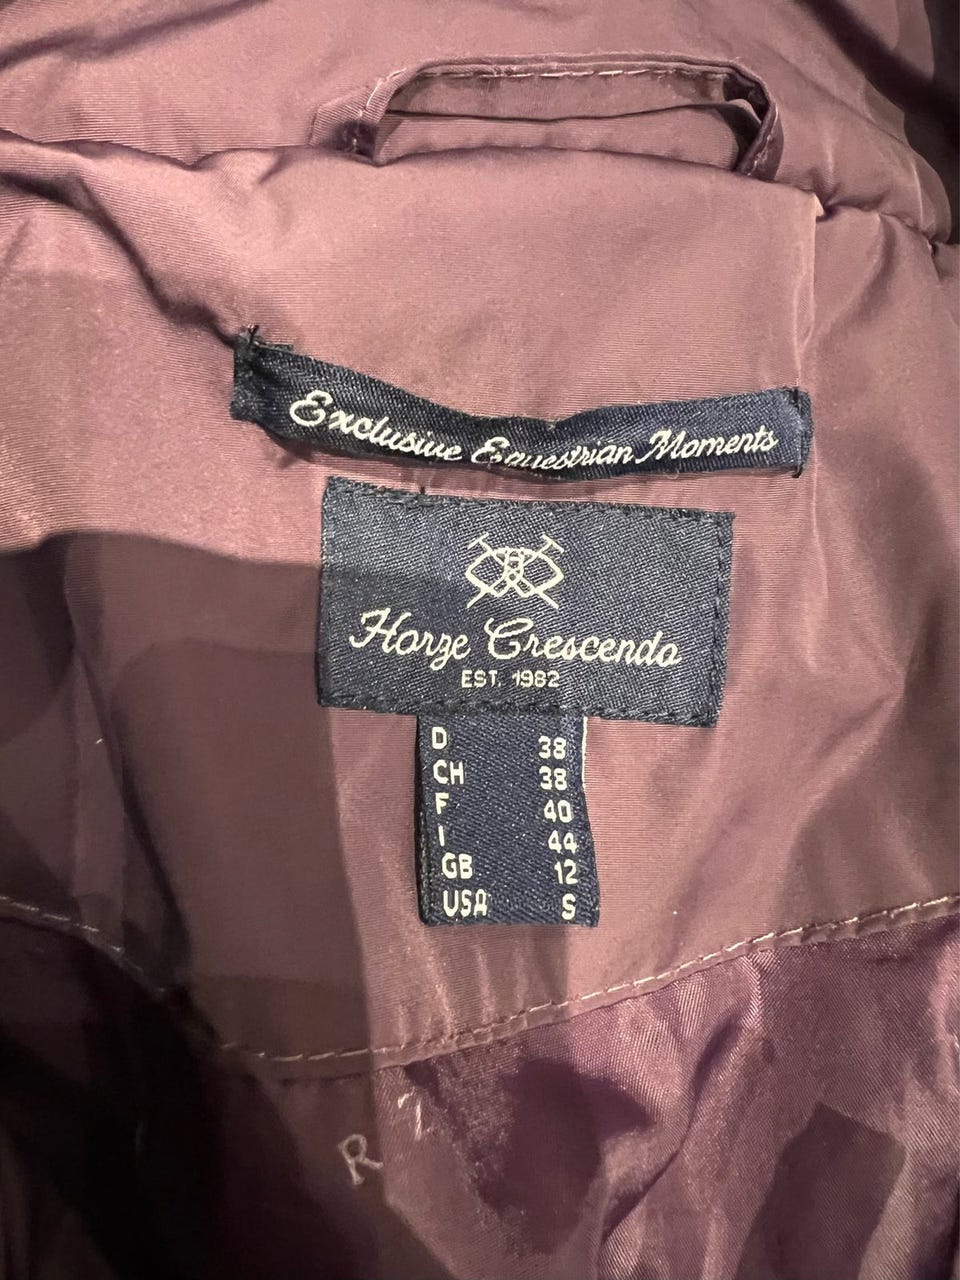 Exclusive Equestrian Moments
Horze Crescendo
EST. 1982
D 38
CH 38
F 40
I 44
GB 12
USA S
R